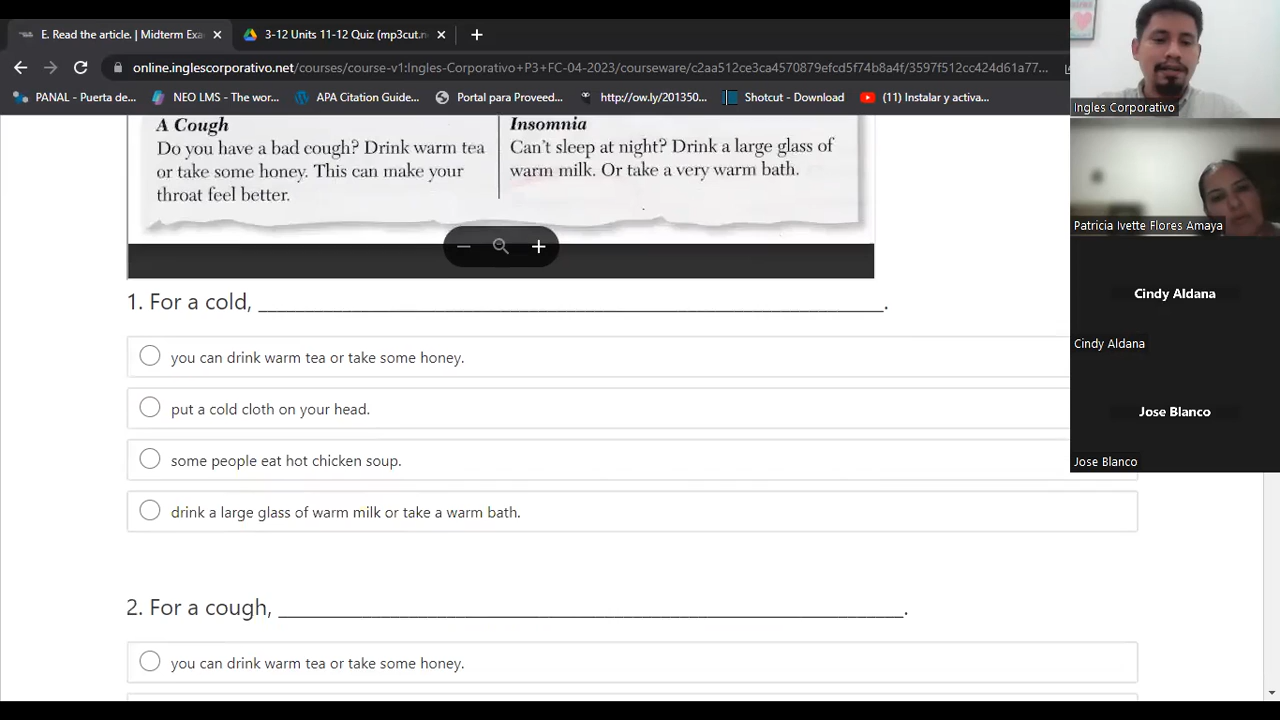 E. Read the article. | Midterm Exa
3-12 Units 11-12 Quiz (mp3cut.n
online.inglescorporativo.net/courses/course-v1:Ingles-Corporativo+P3+EC-04-2023/courseware/c2aa512ce3ca4570879efcd5f74b8a4f/3597f512cc424d61a77...
PANAL - Puerta de...
NEO LMS - The wor...
APA Citation Guide...
Portal para Proveed...
http://ow.ly/201350...
Shotcut - Download
(11) Instalar y activa...
A Cough
Do you have a bad cough? Drink warm tea
or take some honey. This can make your
throat feel better.
Insomnia
Can't sleep at night? Drink a large glass of
warm milk. Or take a very warm bath.
1. For a cold, ____________________________________________________________.
you can drink warm tea or take some honey.
put a cold cloth on your head.
some people eat hot chicken soup.
drink a large glass of warm milk or take a warm bath.
2. For a cough, ____________________________________________________________.
you can drink warm tea or take some honey.
Ingles Corporativo
Patricia Ivette Flores Amaya
Cindy Aldana
Cindy Aldana
Jose Blanco
Jose Blanco